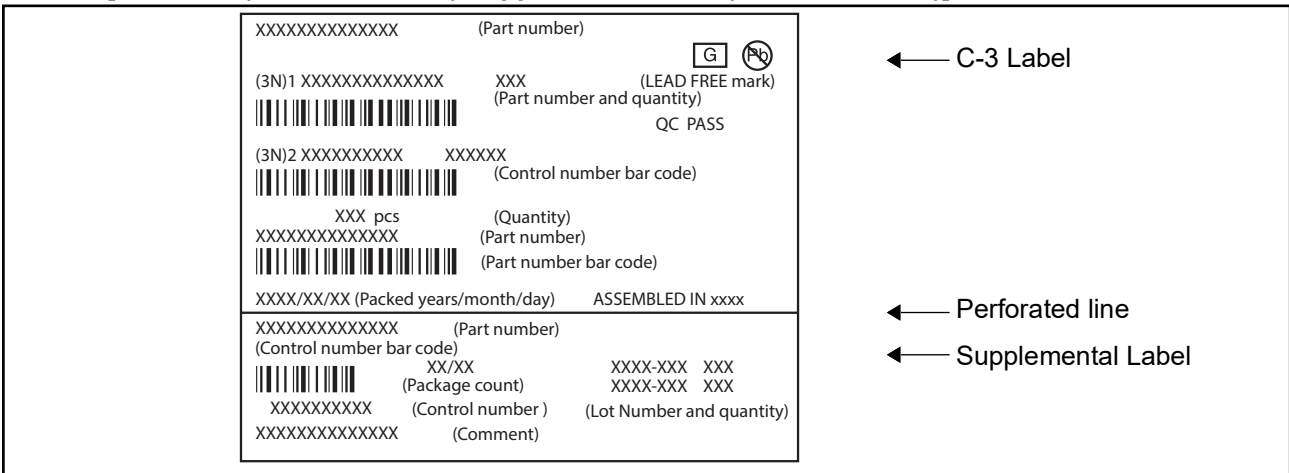 XXXXXXXXXXXXXX (Part number)
G Pb
C-3 Label
(3N)1 XXXXXXXXXXXXXX XXX (LEAD FREE mark)
(Part number and quantity)
QC PASS
(3N)2 XXXXXXXXXX XXXXXX
(Control number bar code)
XXX pcs (Quantity)
XXXXXXXXXXXXXX (Part number)
(Part number bar code)
XXXX/XX/XX (Packed years/month/day) ASSEMBLED IN xxxx
Perforated line
XXXXXXXXXXXXXX (Part number)
(Control number bar code)
Supplemental Label
XX/XX XXXX-XXX XXX
(Package count) XXXX-XXX XXX
XXXXXXXXXX (Control number ) (Lot Number and quantity)
XXXXXXXXXXXXXX (Comment)